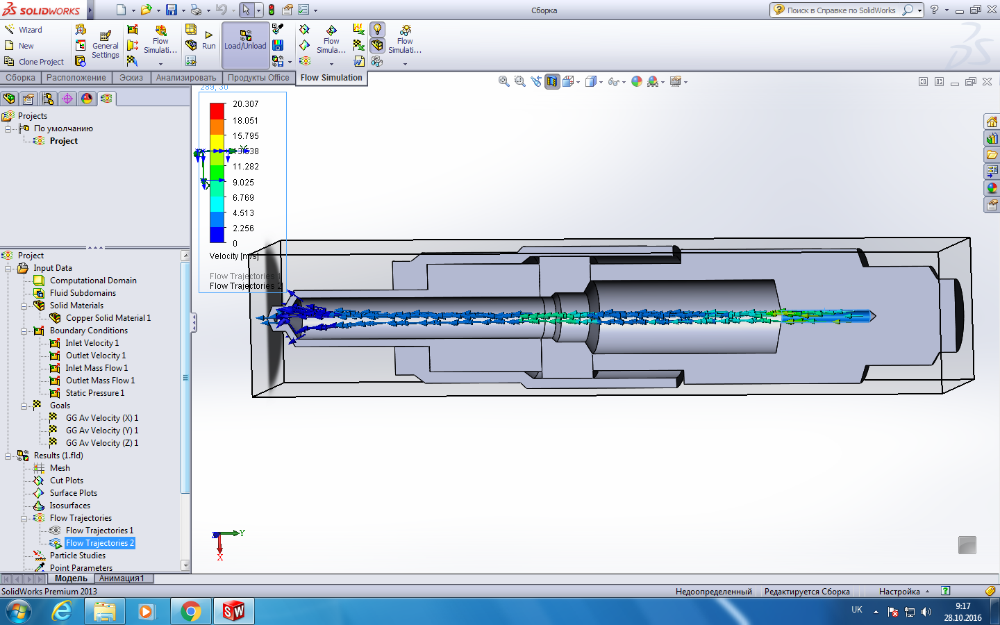 SOLIDWORKS
Сборка
Поиск в Справке по SolidWorks
Wizard
New
Clone Project
General Settings
Flow Simulati...
Run
Load/Unload
Flow Simula...
Flow Simulati...
Сборка
Расположение
Эскиз
Анализировать
Продукты Office
Flow Simulation
Projects
По умолчанию
Project
Project
Input Data
Computational Domain
Fluid Subdomains
Solid Materials
Copper Solid Material 1
Boundary Conditions
Inlet Velocity 1
Outlet Velocity 1
Inlet Mass Flow 1
Outlet Mass Flow 1
Static Pressure 1
Goals
GG Av Velocity (X) 1
GG Av Velocity (Y) 1
GG Av Velocity (Z) 1
Results (1.fld)
Mesh
Cut Plots
Surface Plots
Isosurfaces
Flow Trajectories
Flow Trajectories 1
Flow Trajectories 2
Particle Studies
Point Parameters
289, 30
20.307
18.051
15.795
11.282
9.025
6.769
4.513
2.256
0
Velocity [m/s]
Flow Trajectories 1
Flow Trajectories 2
Y
X
Y
X
Модель
Анимация1
SolidWorks Premium 2013
Недоопределенный
Редактируется Сборка
Настройка
UK
9:17
28.10.2016